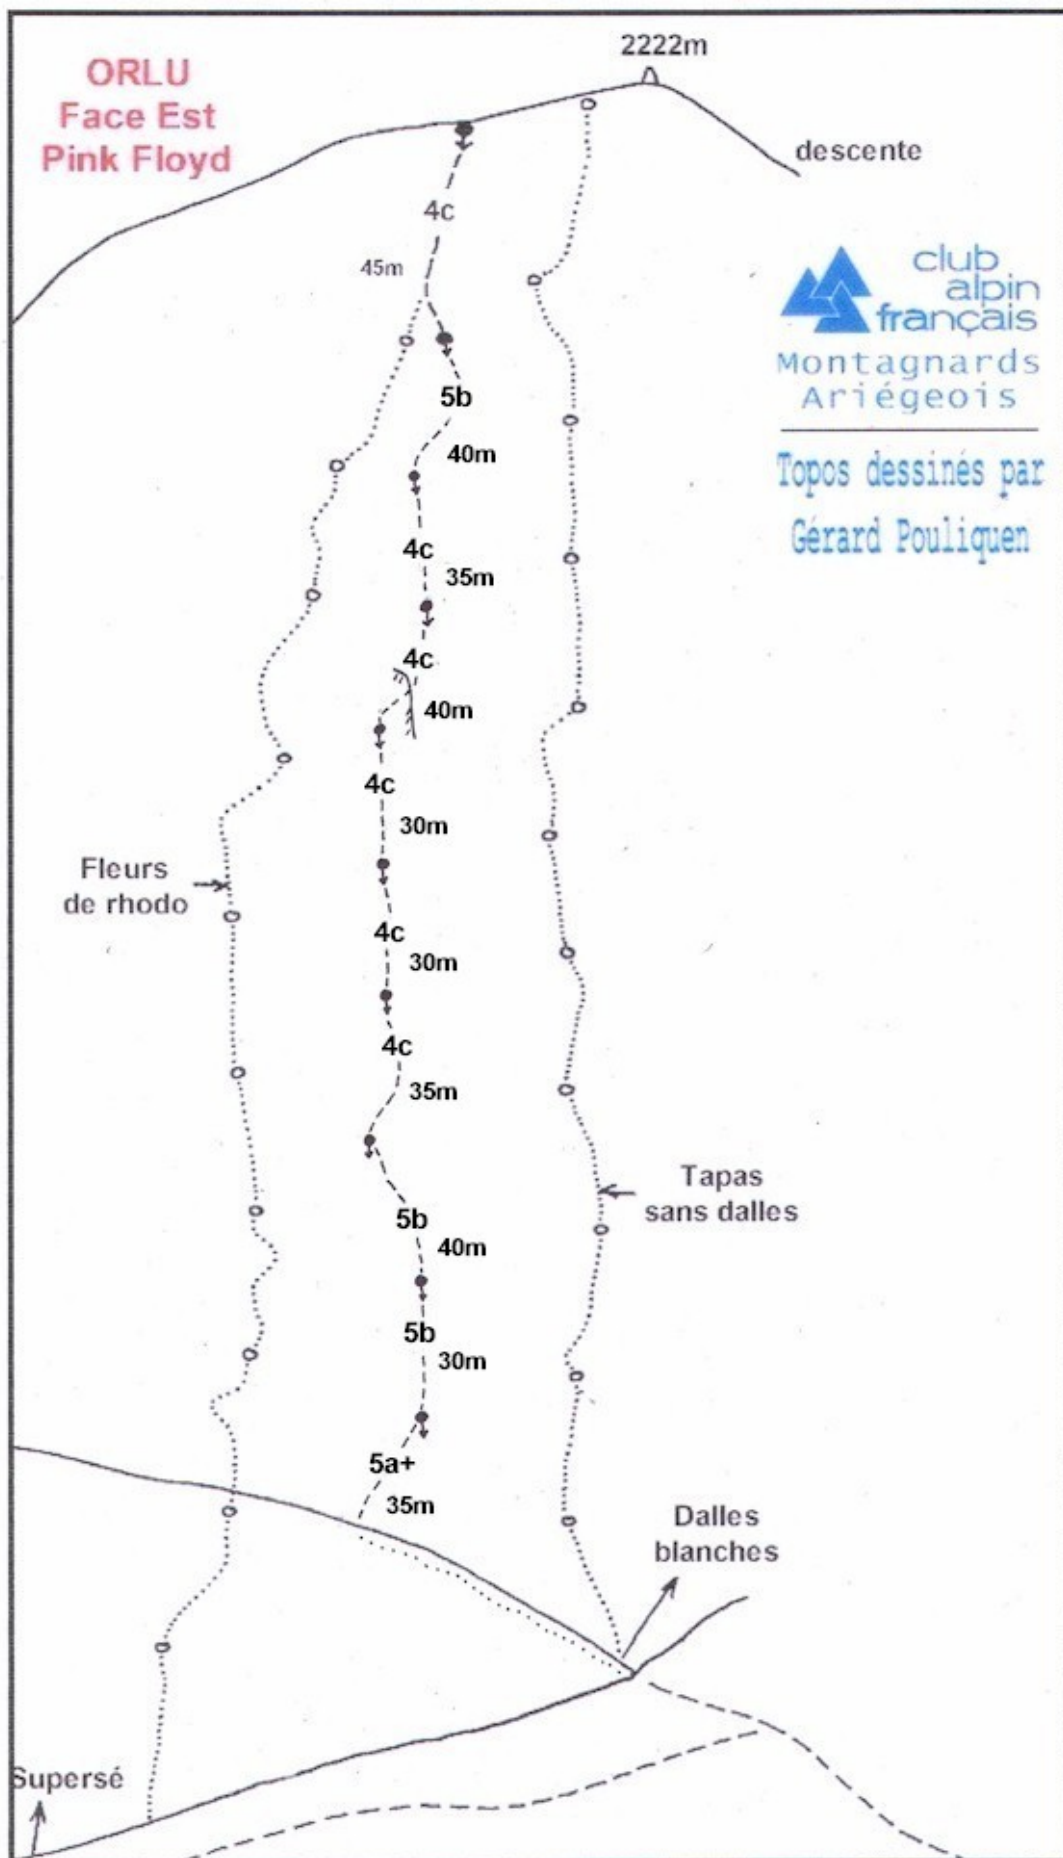 ORLU
Face Est
Pink Floyd
2222m
descente
club
alpin
français
Montagnards
Ariégeois
Topos dessinés par
Gérard Pouliquen
4c
45m
5b
40m
4c
35m
4c
40m
4c
30m
Fleurs
de rhodo
4c
30m
4c
35m
Tapas
sans dalles
5b
40m
5b
30m
5a+
35m
Dalles
blanches
Supersé